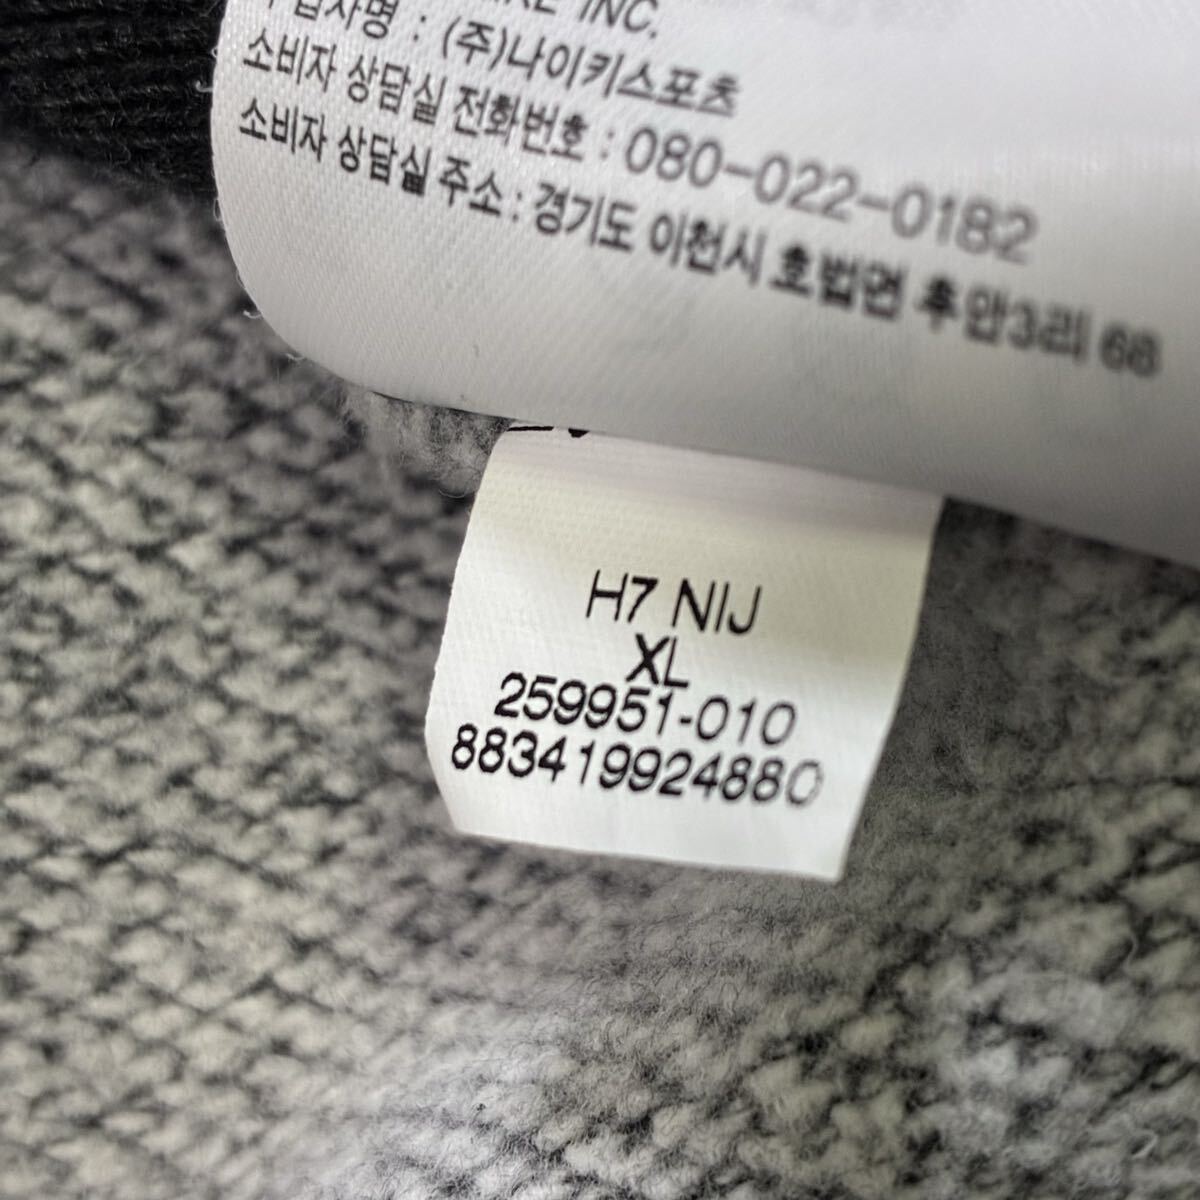 INC.
(주)나이키스포츠
소비자 상담실 전화번호 : 080-022-0182
소비자 상담실 주소 : 경기도 이천시 호법면 후안3리 68
H7 NIJ
XL
259951-010
883419924880